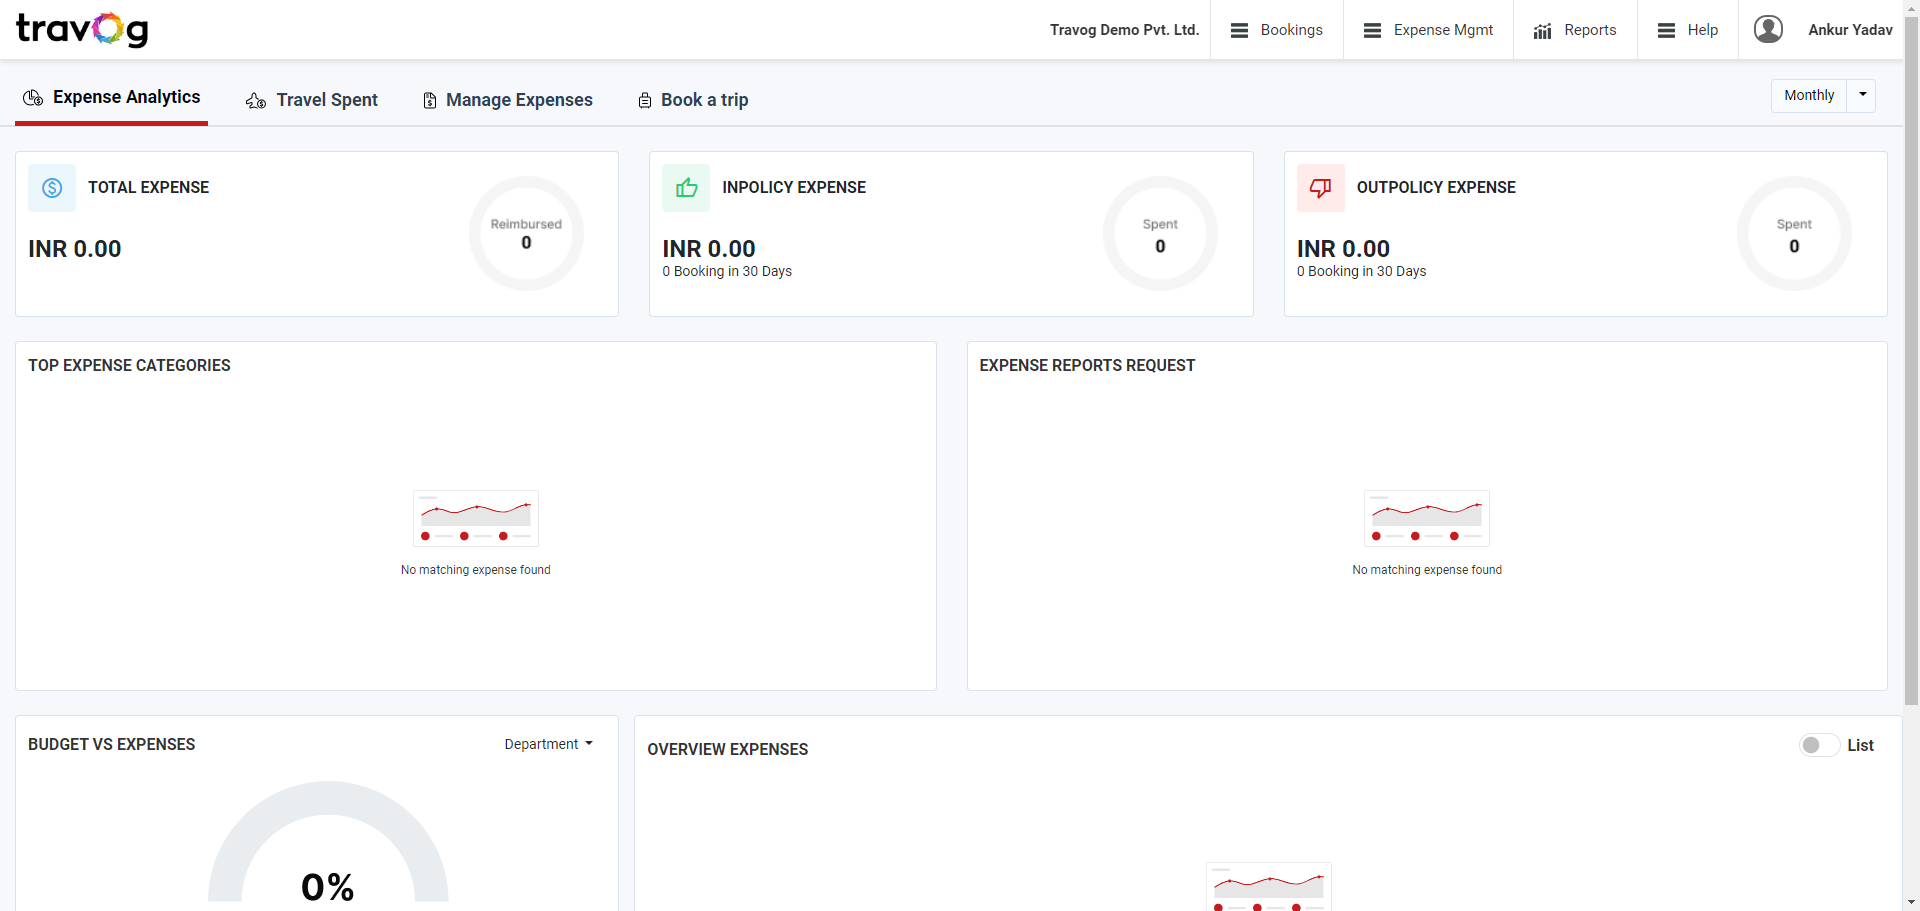 travog
Travog Demo Pvt. Ltd.
Bookings
Expense Mgmt
Reports
Help
Ankur Yadav
Expense Analytics
Travel Spent
Manage Expenses
Book a trip
Monthly
TOTAL EXPENSE
INR 0.00
Reimbursed
0
INPOLICY EXPENSE
INR 0.00
0 Booking in 30 Days
Spent
0
OUTPOLICY EXPENSE
INR 0.00
0 Booking in 30 Days
Spent
0
TOP EXPENSE CATEGORIES
No matching expense found
EXPENSE REPORTS REQUEST
No matching expense found
BUDGET VS EXPENSES
Department
0%
OVERVIEW EXPENSES
List